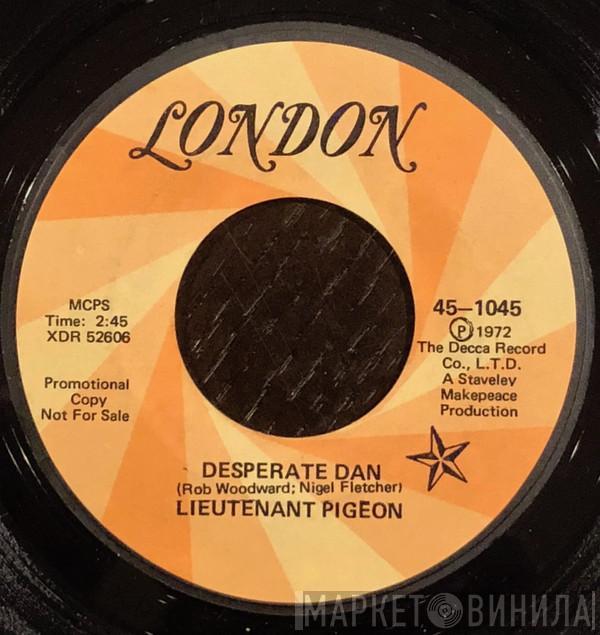 LONDON
MCPS
Time: 2:45
XDR 52606
Promotional
Copy
Not For Sale
45—1045
Ⓟ1972
The Decca Record
Co., L.T.D.
A Staveley
Makepeace
Production
DESPERATE DAN
(Rob Woodward; Nigel Fletcher)
LIEUTENANT PIGEON
МАРКЕТ ВИНИЛА